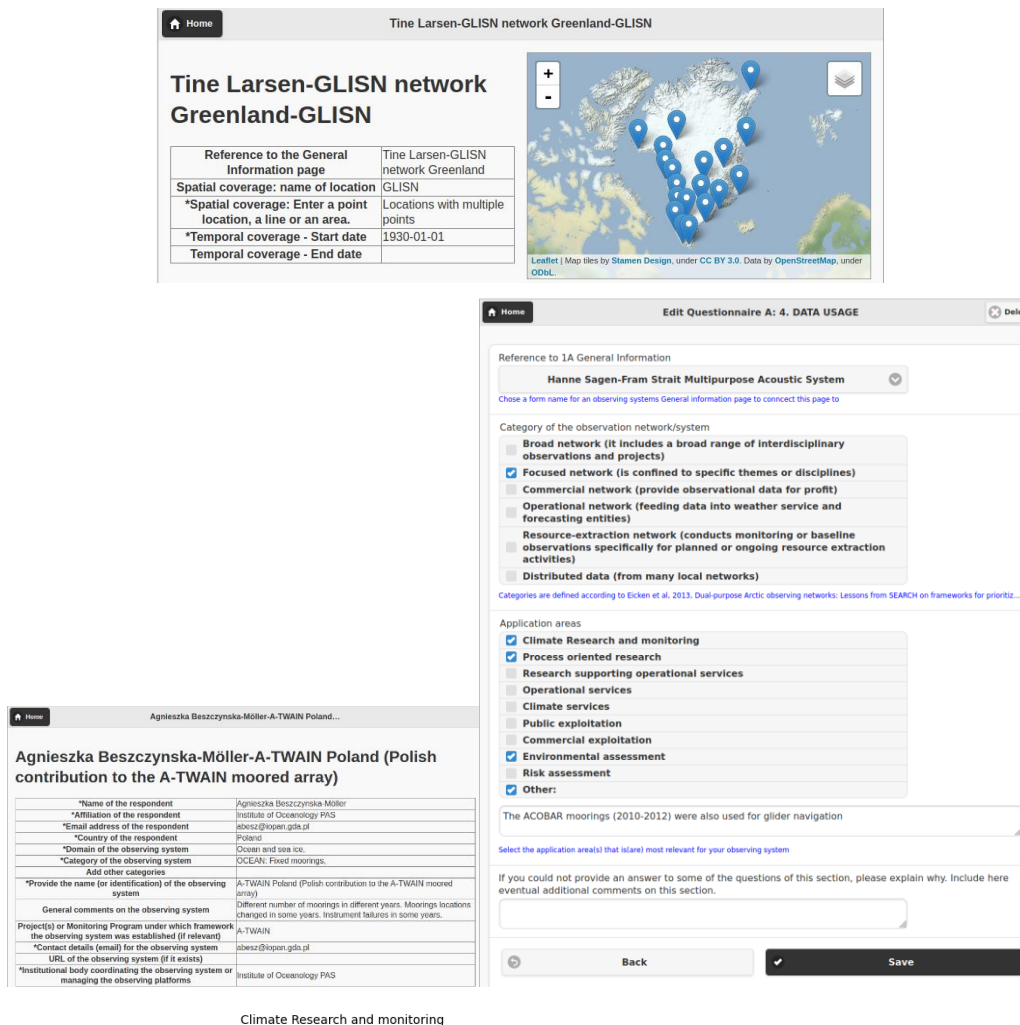 Home
Tine Larsen-GLISN network Greenland-GLISN
Tine Larsen-GLISN network
Greenland-GLISN
Reference to the General
Information page
Tine Larsen-GLISN
network Greenland
Spatial coverage: name of location
GLISN
*Spatial coverage: Enter a point
location, a line or an area.
Locations with multiple
points
*Temporal coverage - Start date
1930-01-01
Temporal coverage - End date
+
-
Leaflet | Map tiles by Stamen Design, under CC BY 3.0. Data by OpenStreetMap, under
ODbL.
Home
Edit Questionnaire A: 4. DATA USAGE
Dele
Reference to 1A General Information
Hanne Sagen-Fram Strait Multipurpose Acoustic System
Chose a form name for an observing systems General information page to conncect this page to
Category of the observation network/system
Broad network (it includes a broad range of interdisciplinary
observations and projects)
Focused network (is confined to specific themes or disciplines)
Commercial network (provide observational data for profit)
Operational network (feeding data into weather service and
forecasting entities)
Resource-extraction network (conducts monitoring or baseline
observations specifically for planned or ongoing resource extraction
activities)
Distributed data (from many local networks)
Categories are defined according to Eicken et al, 2013, Dual-purpose Arctic observing networks: Lessons from SEARCH on frameworks for prioritiz...
Application areas
Climate Research and monitoring
Process oriented research
Research supporting operational services
Operational services
Climate services
Public exploitation
Commercial exploitation
Environmental assessment
Risk assessment
Other:
The ACOBAR moorings (2010-2012) were also used for glider navigation
Select the application area(s) that is(are) most relevant for your observing system
If you could not provide an answer to some of the questions of this section, please explain why. Include here
eventual additional comments on this section.
Back
Save
Home
Agnieszka Beszczynska-Möller-A-TWAIN Poland...
Agnieszka Beszczynska-Möller-A-TWAIN Poland (Polish
contribution to the A-TWAIN moored array)
*Name of the respondent
Agnieszka Beszczynska-Möller
*Affiliation of the respondent
Institute of Oceanology PAS
*Email address of the respondent
abesz@iopan.gda.pl
*Country of the respondent
Poland
*Domain of the observing system
Ocean and sea ice,
*Category of the observing system
OCEAN: Fixed moorings,
Add other categories
*Provide the name (or identification) of the observing
system
A-TWAIN Poland (Polish contribution to the A-TWAIN moored
array)
General comments on the observing system
Different number of moorings in different years. Moorings locations
changed in some years. Instrument failures in some years.
Project(s) or Monitoring Program under which framework
the observing system was established (if relevant)
A-TWAIN
*Contact details (email) for the observing system
abesz@iopan.gda.pl
URL of the observing system (if it exists)
*Institutional body coordinating the observing system or
managing the observing platforms
Institute of Oceanology PAS
Climate Research and monitoring